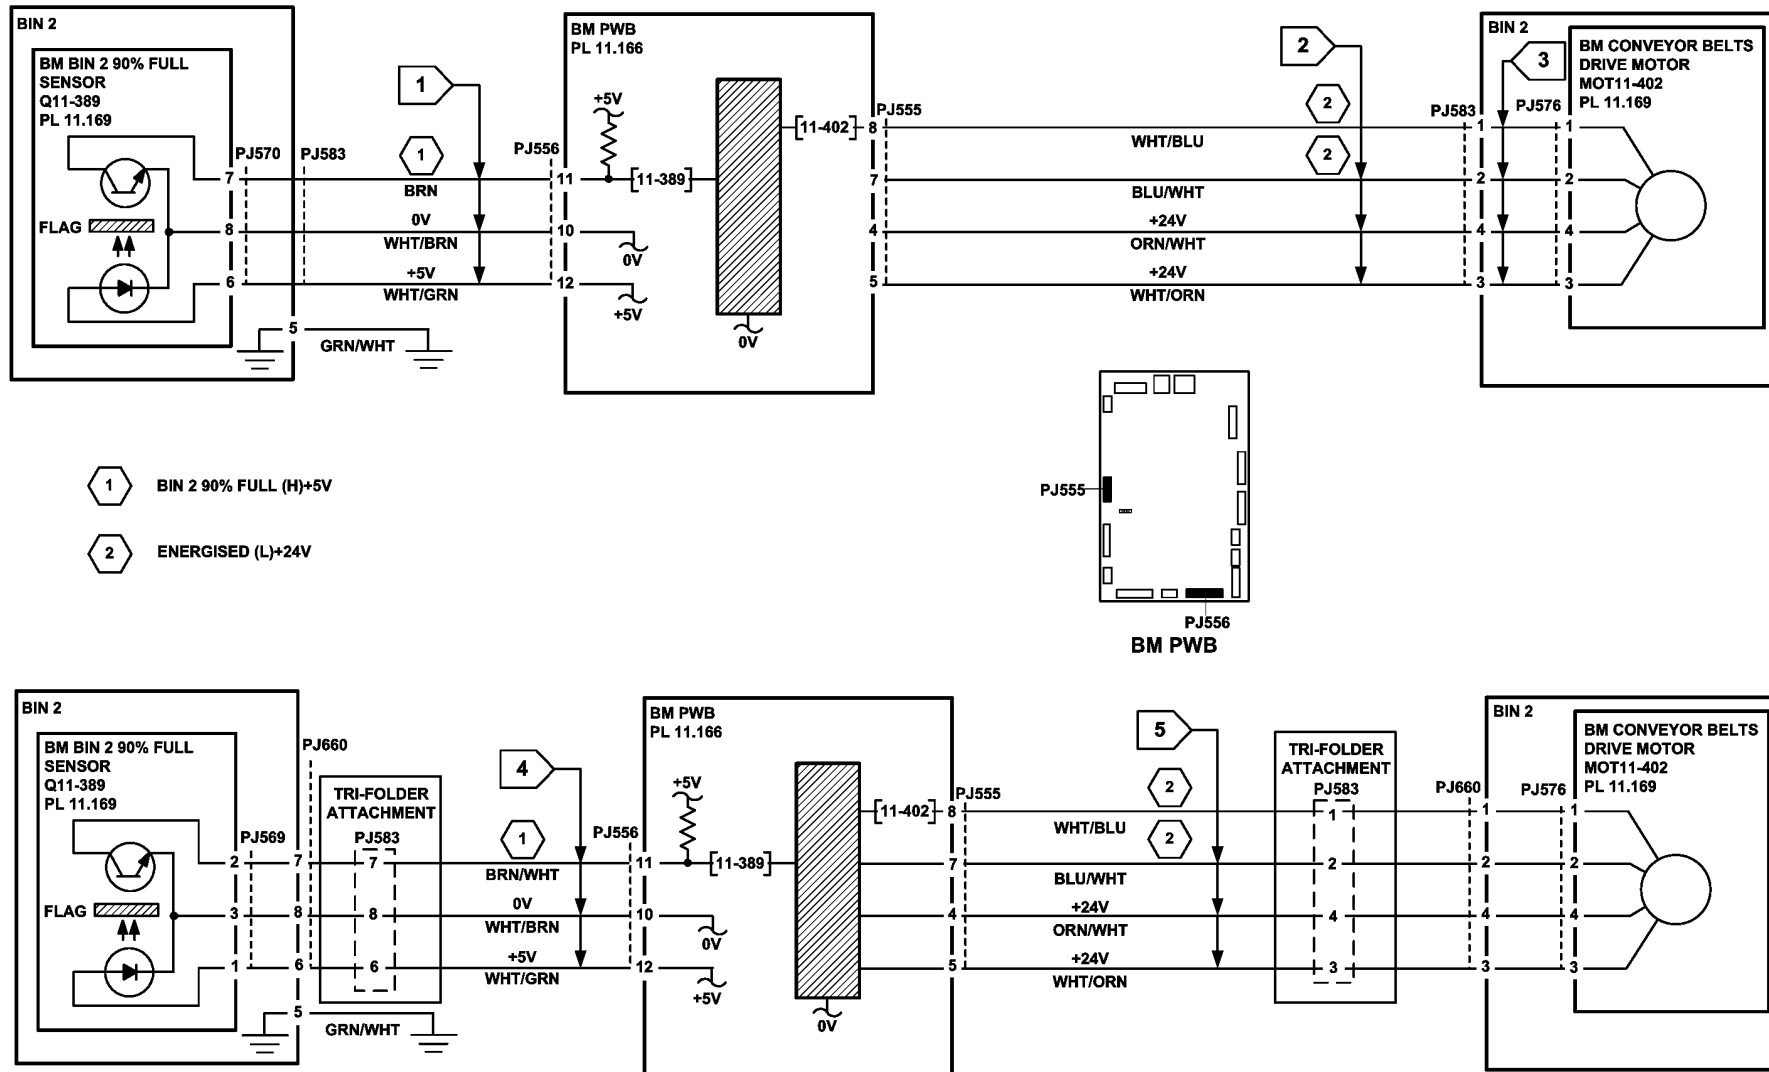 BIN 2
BM BIN 2 90% FULL
SENSOR
Q11-389
PL 11.169
FLAG
7
8
6
PJ570
PJ583
5
GRN/WHT
1
1
BRN
0V
WHT/BRN
+5V
WHT/GRN
PJ556
11
10
12
BM PWB
PL 11.166
+5V
11-389
0V
+5V
11-402
0V
8
7
4
5
PJ555
WHT/BLU
BLU/WHT
+24V
ORN/WHT
+24V
WHT/ORN
2
2
2
PJ583
1
2
4
3
BIN 2
3
PJ576
1
2
4
3
BM CONVEYOR BELTS
DRIVE MOTOR
MOT11-402
PL 11.169
1
BIN 2 90% FULL (H)+5V
2
ENERGISED (L)+24V
PJ555
PJ556
BM PWB
BIN 2
BM BIN 2 90% FULL
SENSOR
Q11-389
PL 11.169
FLAG
2
3
1
PJ569
7
8
6
5
GRN/WHT
PJ660
TRI-FOLDER
ATTACHMENT
PJ583
7
8
6
4
1
BRN/WHT
0V
WHT/BRN
+5V
WHT/GRN
PJ556
11
10
12
BM PWB
PL 11.166
+5V
11-389
0V
+5V
11-402
0V
8
7
4
5
PJ555
WHT/BLU
BLU/WHT
+24V
ORN/WHT
+24V
WHT/ORN
5
2
2
TRI-FOLDER
ATTACHMENT
PJ583
1
2
4
3
PJ660
1
2
4
3
BIN 2
PJ576
1
2
4
3
BM CONVEYOR BELTS
DRIVE MOTOR
MOT11-402
PL 11.169